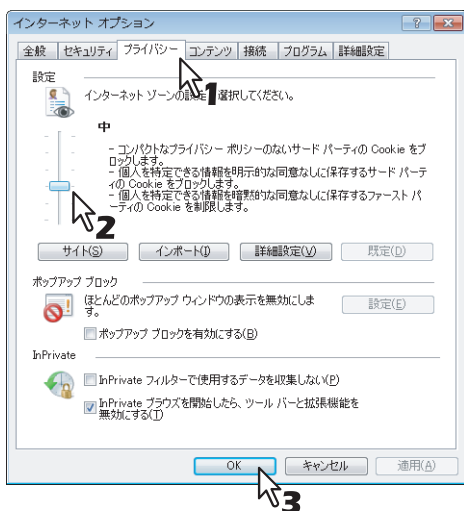 インターネット オプション
全般 セキュリティ プライバシー コンテンツ 接続 プログラム 詳細設定
1
設定
インターネット ゾーンの設定を選択してください。
中
- コンパクトなプライバシー ポリシーのないサード パーティの Cookie をブ
ロックします。
- 個人を特定できる情報を明示的な同意なしに保存するサード パーテ
ィの Cookie をブロックします。
- 個人を特定できる情報を暗黙的な同意なしに保存するファースト パ
ーティの Cookie を制限します。
2
サイト(S) インポート(I) 詳細設定(V) 既定(D)
ポップアップ ブロック
ほとんどのポップアップ ウィンドウの表示を無効にしま
す。
設定(E)
ポップアップ ブロックを有効にする(B)
InPrivate
InPrivate フィルターで使用するデータを収集しない(P)
InPrivate ブラウズを開始したら、ツール バーと拡張機能を
無効にする(T)
OK キャンセル 適用(A)
3